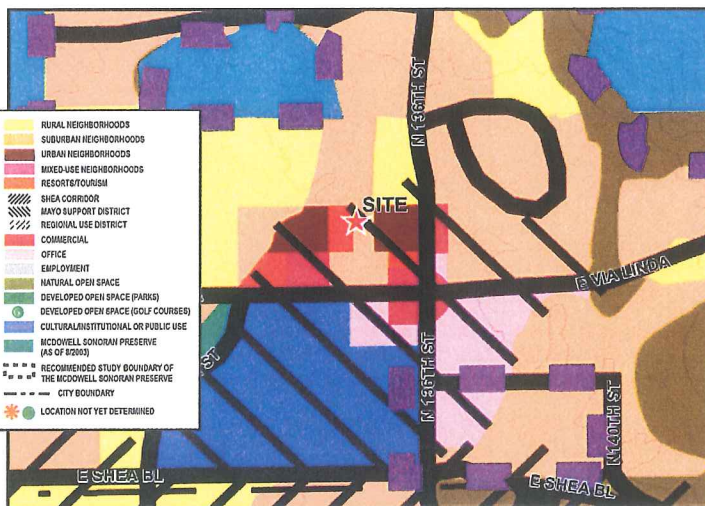 N 136TH ST
RURAL NEIGHBORHOODS
SUBURBAN NEIGHBORHOODS
URBAN NEIGHBORHOODS
MIXED-USE NEIGHBORHOODS
RESORTS/TOURISM
SHEA CORRIDOR
MAYO SUPPORT DISTRICT
REGIONAL USE DISTRICT
COMMERCIAL
OFFICE
EMPLOYMENT
NATURAL OPEN SPACE
DEVELOPED OPEN SPACE (PARKS)
DEVELOPED OPEN SPACE (GOLF COURSES)
CULTURAL/INSTITUTIONAL OR PUBLIC USE
MCDOWELL SONORAN PRESERVE
(AS OF 8/2003)
RECOMMENDED STUDY BOUNDARY OF
THE MCDOWELL SONORAN PRESERVE
CITY BOUNDARY
LOCATION NOT YET DETERMINED
SITE
E VIA LINDA
ST
N 136TH ST
N 140TH ST
E SHEA BL
E SHEA BL